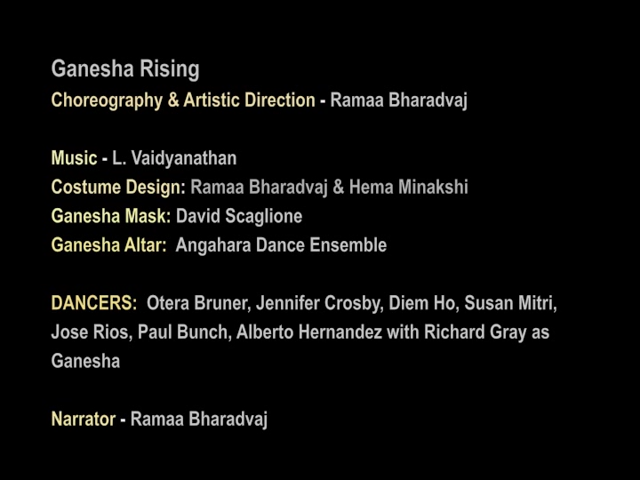 Ganesha Rising
Choreography & Artistic Direction - Ramaa Bharadvaj
Music - L. Vaidyanathan
Costume Design: Ramaa Bharadvaj & Hema Minakshi
Ganesha Mask: David Scaglione
Ganesha Altar: Angahara Dance Ensemble
DANCERS: Otera Bruner, Jennifer Crosby, Diem Ho, Susan Mitri,
Jose Rios, Paul Bunch, Alberto Hernandez with Richard Gray as
Ganesha
Narrator - Ramaa Bharadvaj